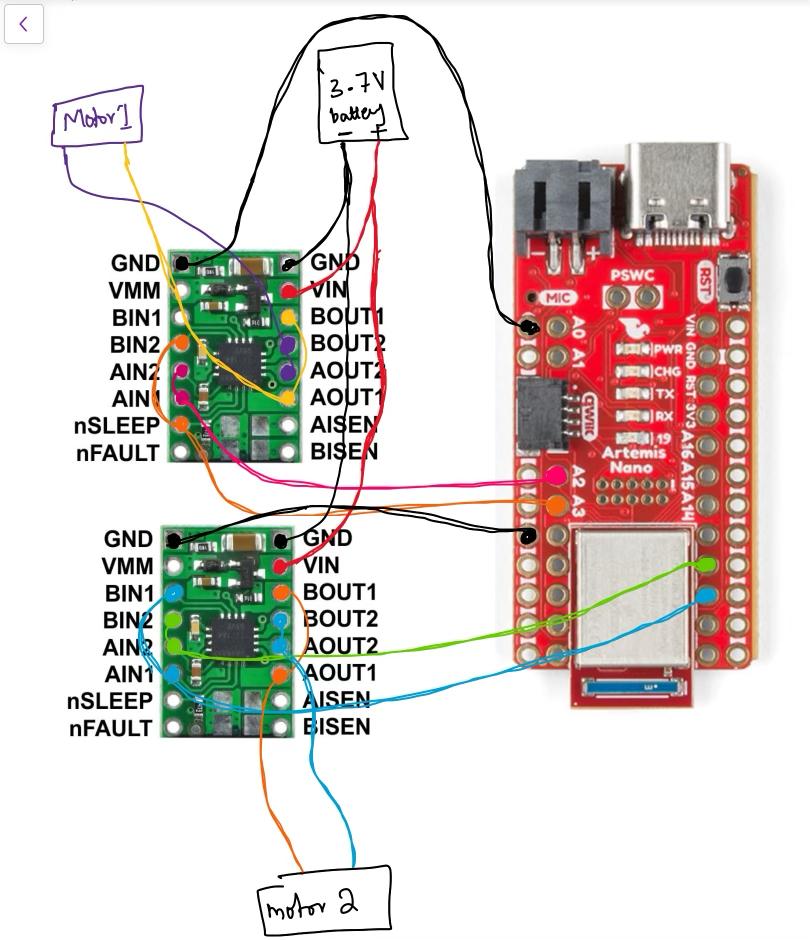 3.7V
battery
- +
Motor 1
GND
VMM
BIN1
BIN2
AIN2
AIN1
nSLEEP
nFAULT
GND
VIN
BOUT1
BOUT2
AOUT2
AOUT1
AISEN
BISEN
- +
PSWC
MIC
RST
A0
A1
QWIIC
A2
A3
PWR
CHG
TX
RX
19
Artemis
Nano
VIN
GND
RST
3V3
A16
A15
A14
GND
VMM
BIN1
BIN2
AIN2
AIN1
nSLEEP
nFAULT
GND
VIN
BOUT1
BOUT2
AOUT2
AOUT1
AISEN
BISEN
motor 2